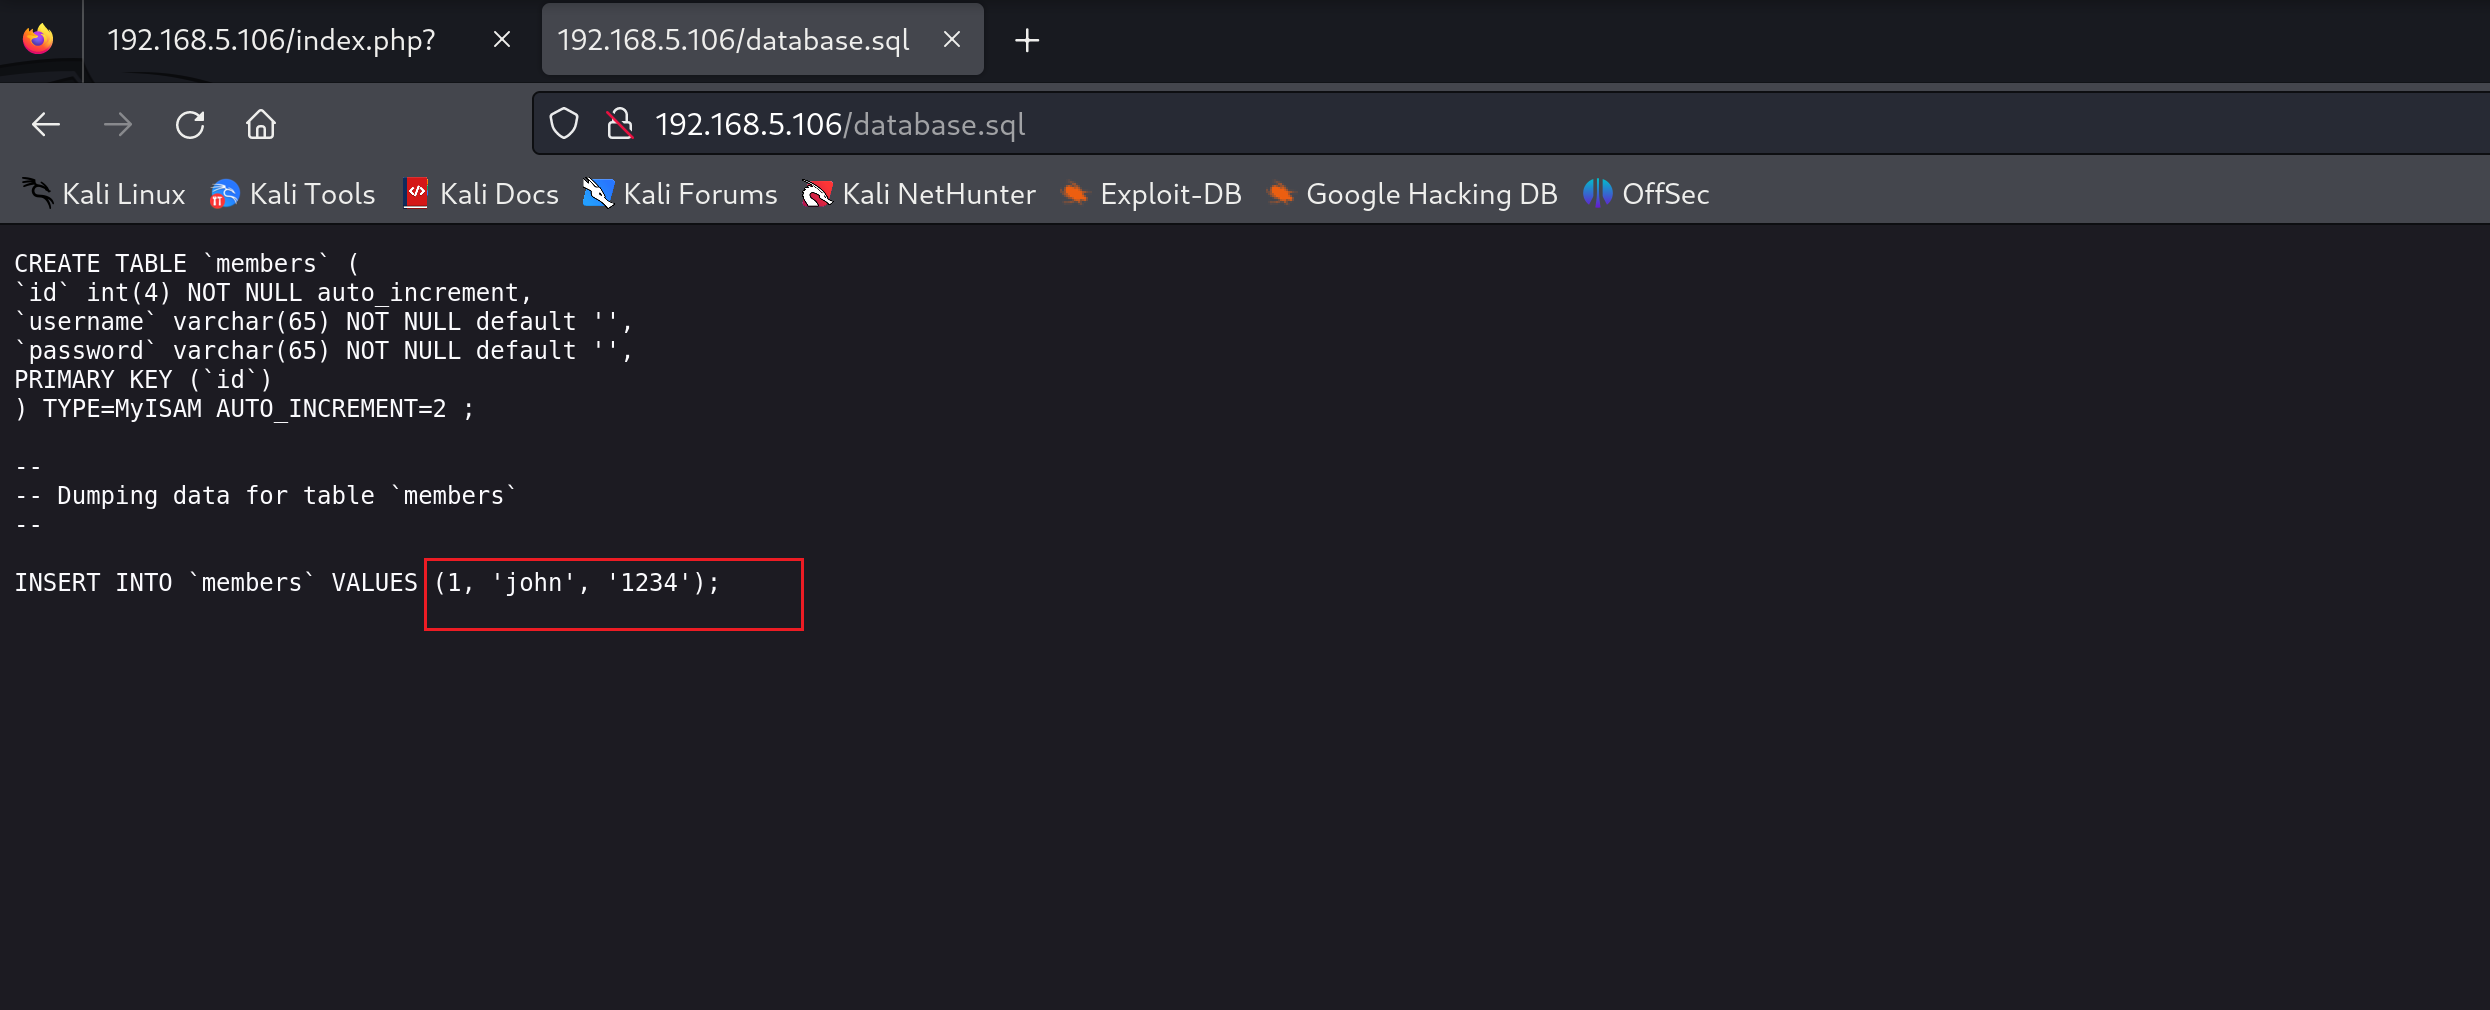 192.168.5.106/index.php?
192.168.5.106/database.sql
192.168.5.106/database.sql
Kali Linux
Kali Tools
Kali Docs
Kali Forums
Kali NetHunter
Exploit-DB
Google Hacking DB
OffSec
CREATE TABLE `members` (
`id` int(4) NOT NULL auto_increment,
`username` varchar(65) NOT NULL default '',
`password` varchar(65) NOT NULL default '',
PRIMARY KEY (`id`)
) TYPE=MyISAM AUTO_INCREMENT=2 ;
--
-- Dumping data for table `members`
--
INSERT INTO `members` VALUES (1, 'john', '1234');